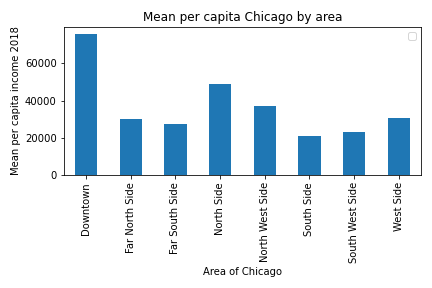 Mean per capita Chicago by area
Mean per capita income 2018
60000
40000
20000
0
Downtown
Far North Side
Far South Side
North Side
North West Side
South Side
South West Side
West Side
Area of Chicago